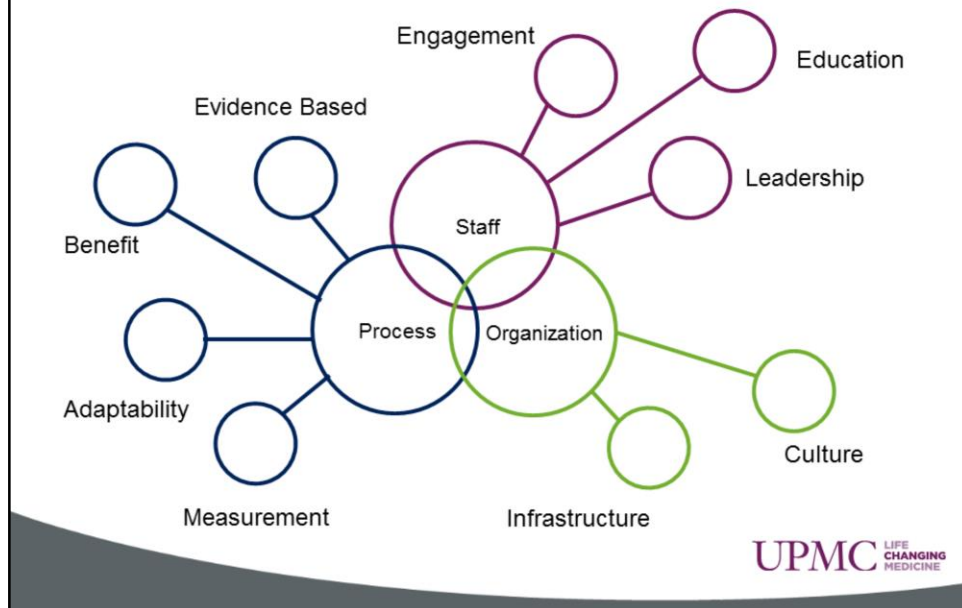 Engagement
Education
Evidence Based
Leadership
Staff
Benefit
Process
Organization
Adaptability
Culture
Measurement
Infrastructure
UPMC
LIFE
CHANGING
MEDICINE